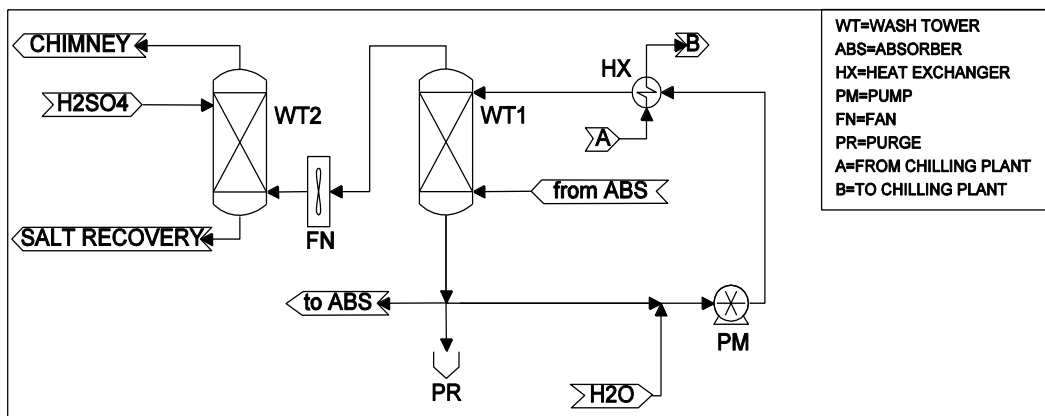 CHIMNEY
H2SO4
WT2
SALT RECOVERY
FN
WT1
from ABS
HX
B
A
to ABS
PR
H2O
PM
WT=WASH TOWER
ABS=ABSORBER
HX=HEAT EXCHANGER
PM=PUMP
FN=FAN
PR=PURGE
A=FROM CHILLING PLANT
B=TO CHILLING PLANT